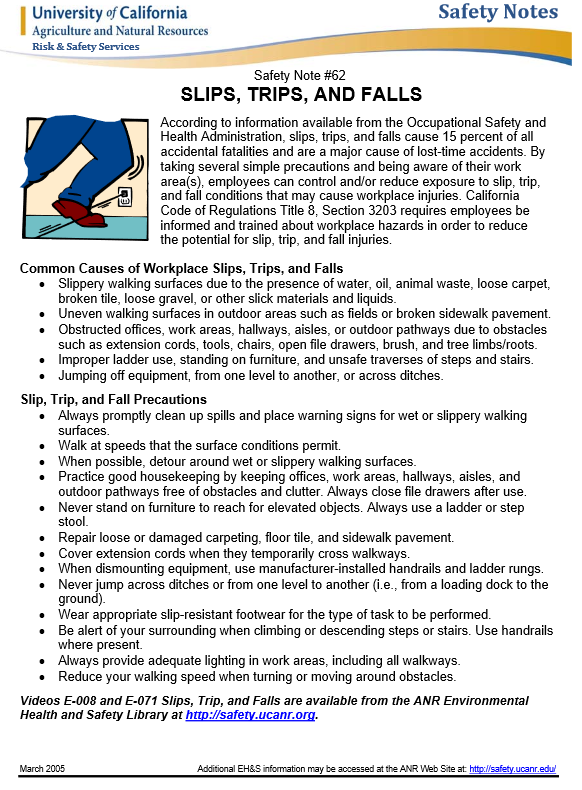 University of California
Agriculture and Natural Resources
Risk & Safety Services
Safety Notes
Safety Note #62
SLIPS, TRIPS, AND FALLS
According to information available from the Occupational Safety and
Health Administration, slips, trips, and falls cause 15 percent of all
accidental fatalities and are a major cause of lost-time accidents. By
taking several simple precautions and being aware of their work
area(s), employees can control and/or reduce exposure to slip, trip,
and fall conditions that may cause workplace injuries. California
Code of Regulations Title 8, Section 3203 requires employees be
informed and trained about workplace hazards in order to reduce
the potential for slip, trip, and fall injuries.
Common Causes of Workplace Slips, Trips, and Falls
• Slippery walking surfaces due to the presence of water, oil, animal waste, loose carpet,
broken tile, loose gravel, or other slick materials and liquids.
• Uneven walking surfaces in outdoor areas such as fields or broken sidewalk pavement.
• Obstructed offices, work areas, hallways, aisles, or outdoor pathways due to obstacles
such as extension cords, tools, chairs, open file drawers, brush, and tree limbs/roots.
• Improper ladder use, standing on furniture, and unsafe traverses of steps and stairs.
• Jumping off equipment, from one level to another, or across ditches.
Slip, Trip, and Fall Precautions
• Always promptly clean up spills and place warning signs for wet or slippery walking
surfaces.
• Walk at speeds that the surface conditions permit.
• When possible, detour around wet or slippery walking surfaces.
• Practice good housekeeping by keeping offices, work areas, hallways, aisles, and
outdoor pathways free of obstacles and clutter. Always close file drawers after use.
• Never stand on furniture to reach for elevated objects. Always use a ladder or step
stool.
• Repair loose or damaged carpeting, floor tile, and sidewalk pavement.
• Cover extension cords when they temporarily cross walkways.
• When dismounting equipment, use manufacturer-installed handrails and ladder rungs.
• Never jump across ditches or from one level to another (i.e., from a loading dock to the
ground).
• Wear appropriate slip-resistant footwear for the type of task to be performed.
• Be alert of your surrounding when climbing or descending steps or stairs. Use handrails
where present.
• Always provide adequate lighting in work areas, including all walkways.
• Reduce your walking speed when turning or moving around obstacles.
Videos E-008 and E-071 Slips, Trip, and Falls are available from the ANR Environmental
Health and Safety Library at http://safety.ucanr.org.
March 2005
Additional EH&S information may be accessed at the ANR Web Site at: http://safety.ucanr.edu/